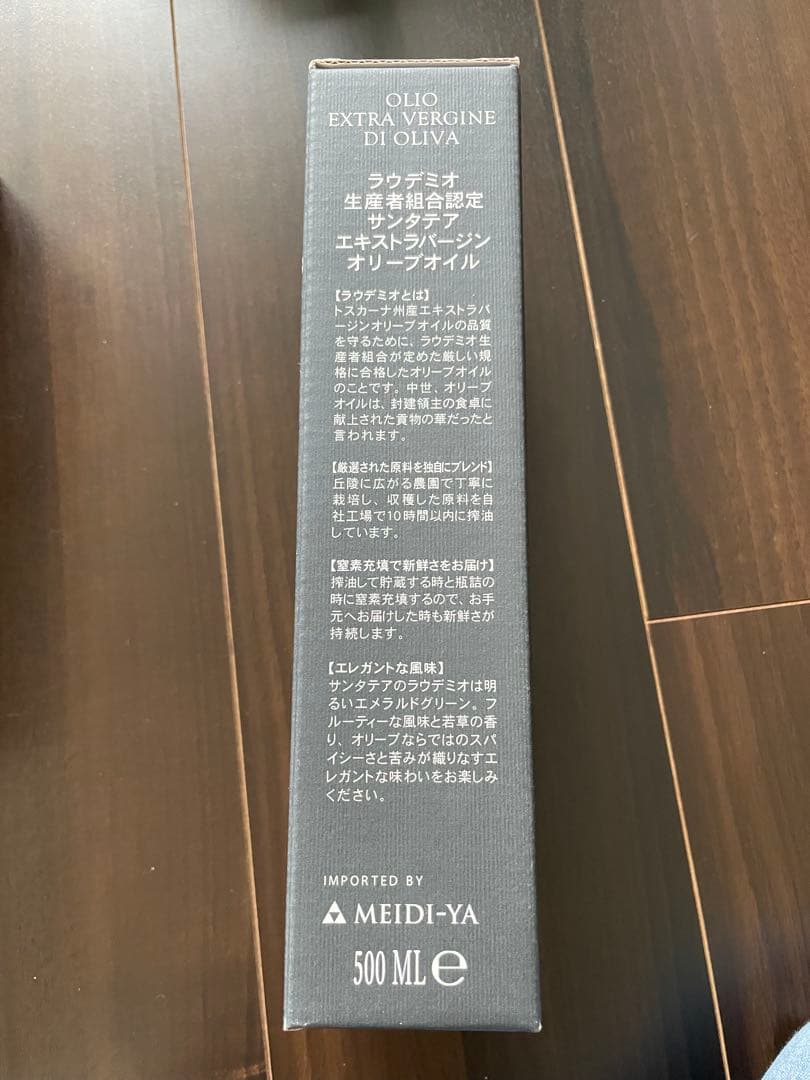 OLIO
EXTRA VERGINE
DI OLIVA
ラウデミオ
生産者組合認定
サンタテア
エキストラバージン
オリーブオイル
【ラウデミオとは】
トスカーナ州産エキストラバ
ージンオリーブオイルの品質
を守るために、ラウデミオ生
産者組合が定めた厳しい規
格に合格したオリーブオイル
のことです。中世、オリーブ
オイルは、封建領主の食卓に
献上された貢物の華だったと
言われます。
【厳選された原料を独自にブレンド】
丘陵に広がる農園で丁寧に
栽培し、収穫した原料を自
社工場で10時間以内に搾油
しています。
【窒素充填で新鮮さをお届け】
搾油して貯蔵する時と瓶詰の
時に窒素充填するので、お手
元へお届けした時も新鮮さが
持続します。
【エレガントな風味】
サンタテアのラウデミオは明
るいエメラルドグリーン。フ
ルーティーな風味と若草の香
り、オリーブならではのスパ
イシーさと苦みが織りなすエ
レガントな味わいをお楽しみ
ください。
IMPORTED BY
MEIDI-YA
500 ML e